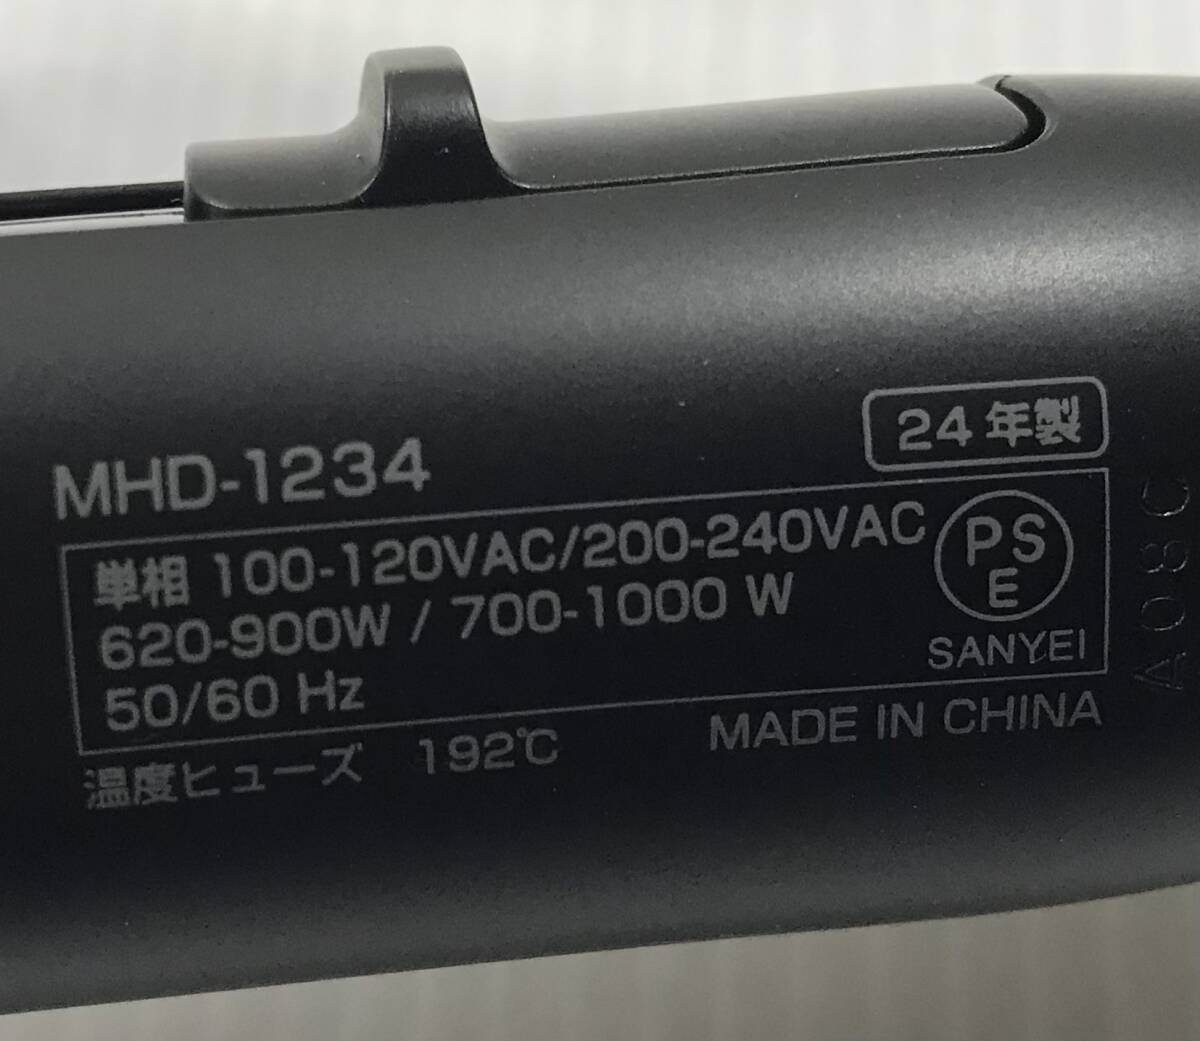 24年製
MHD-1234
単相 100-120VAC/200-240VAC
620-900W / 700-1000 W
50/60 Hz
PS
E
SANYEI
温度ヒューズ 192℃
MADE IN CHINA
A08C